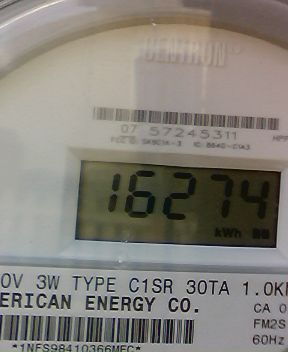 CENTRON
07 57245311
16274
kWh
0V 3W TYPE C1SR 30TA 1.0K
ERICAN ENERGY CO.
CA 0
FM2S
60Hz
*1NFS98410366MFC*